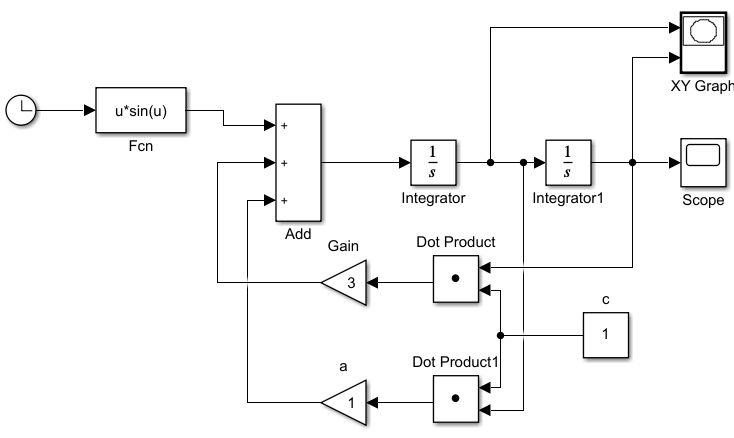 XY Graph
u*sin(u)
Fcn
+
+
+
Add
1
s
Integrator
1
s
Integrator1
Scope
Gain
3
Dot Product
c
1
a
1
Dot Product1